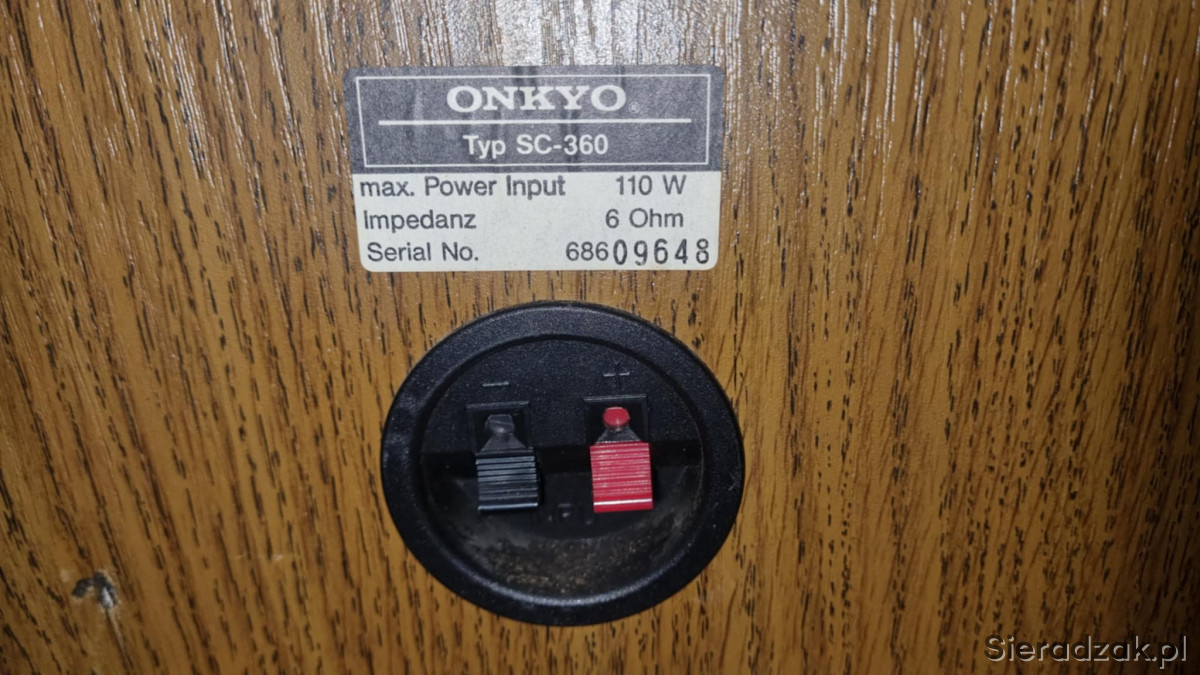 ONKYO®
Typ SC-360
max. Power Input 110 W
Impedanz 6 Ohm
Serial No. 68609648
− +
Sieradzak.pl